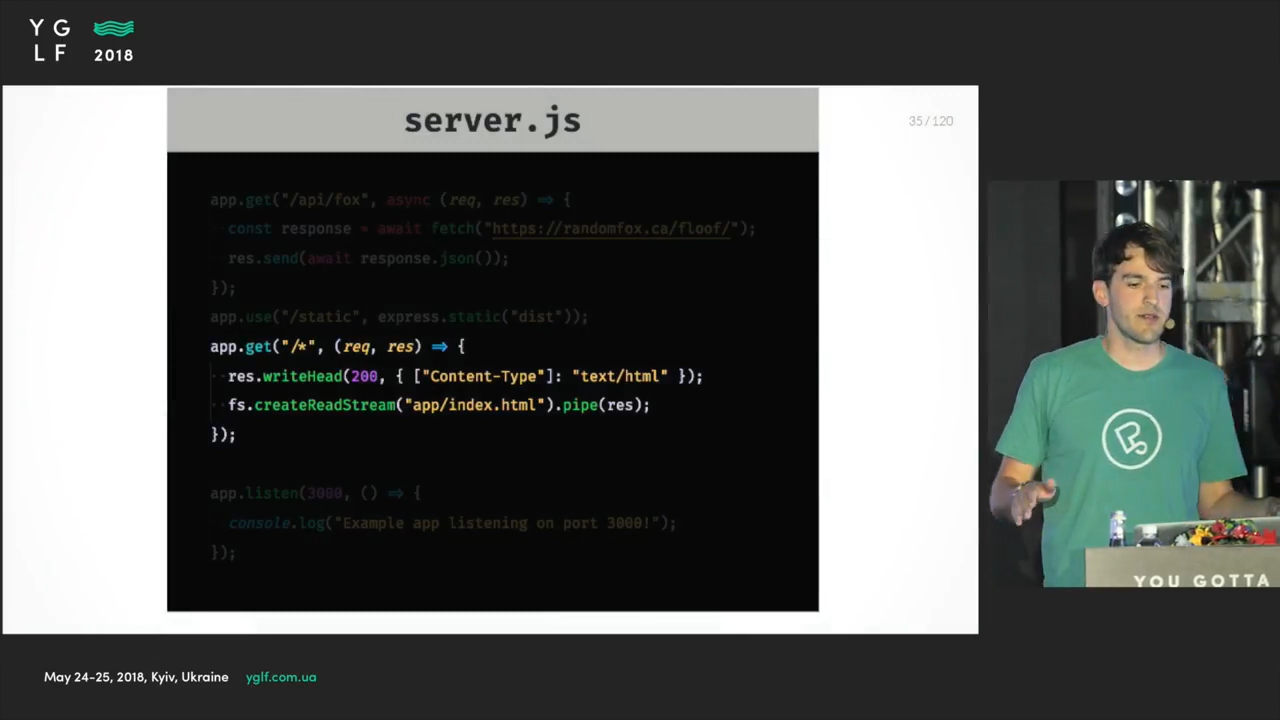 Y G
L F
2018
server.js
35 / 120
app.get("/api/fox", async (req, res) => {
const response = await fetch("https://randomfox.ca/floof/");
res.send(await response.json());
});
app.use("/static", express.static("dist"));
app.get("/*", (req, res) => {
res.writeHead(200, { ["Content-Type"]: "text/html" });
fs.createReadStream("app/index.html").pipe(res);
});
app.listen(3000, () => {
console.log("Example app listening on port 3000!");
});
YOU GOTTA
May 24-25, 2018, Kyiv, Ukraine yglf.com.ua